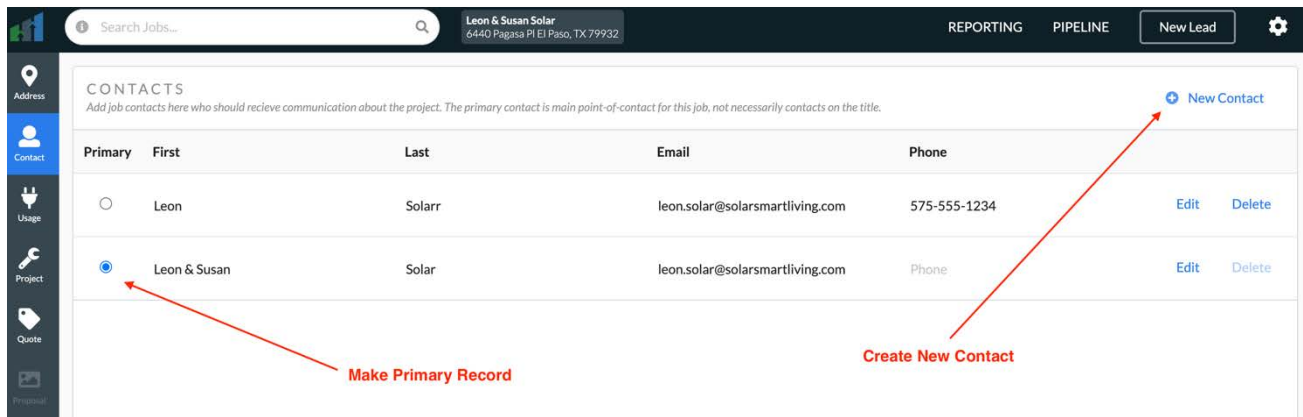 Search Jobs...
Leon & Susan Solar
6440 Pagasa Pl El Paso, TX 79932
REPORTING
PIPELINE
New Lead
Address
Contact
Usage
Project
Quote
Proposal
CONTACTS
Add job contacts here who should recieve communication about the project. The primary contact is main point-of-contact for this job, not necessarily contacts on the title.
New Contact
Primary First Last Email Phone
Leon Solarr leon.solar@solarsmartliving.com 575-555-1234 Edit Delete
Leon & Susan Solar leon.solar@solarsmartliving.com Phone Edit Delete
Make Primary Record
Create New Contact